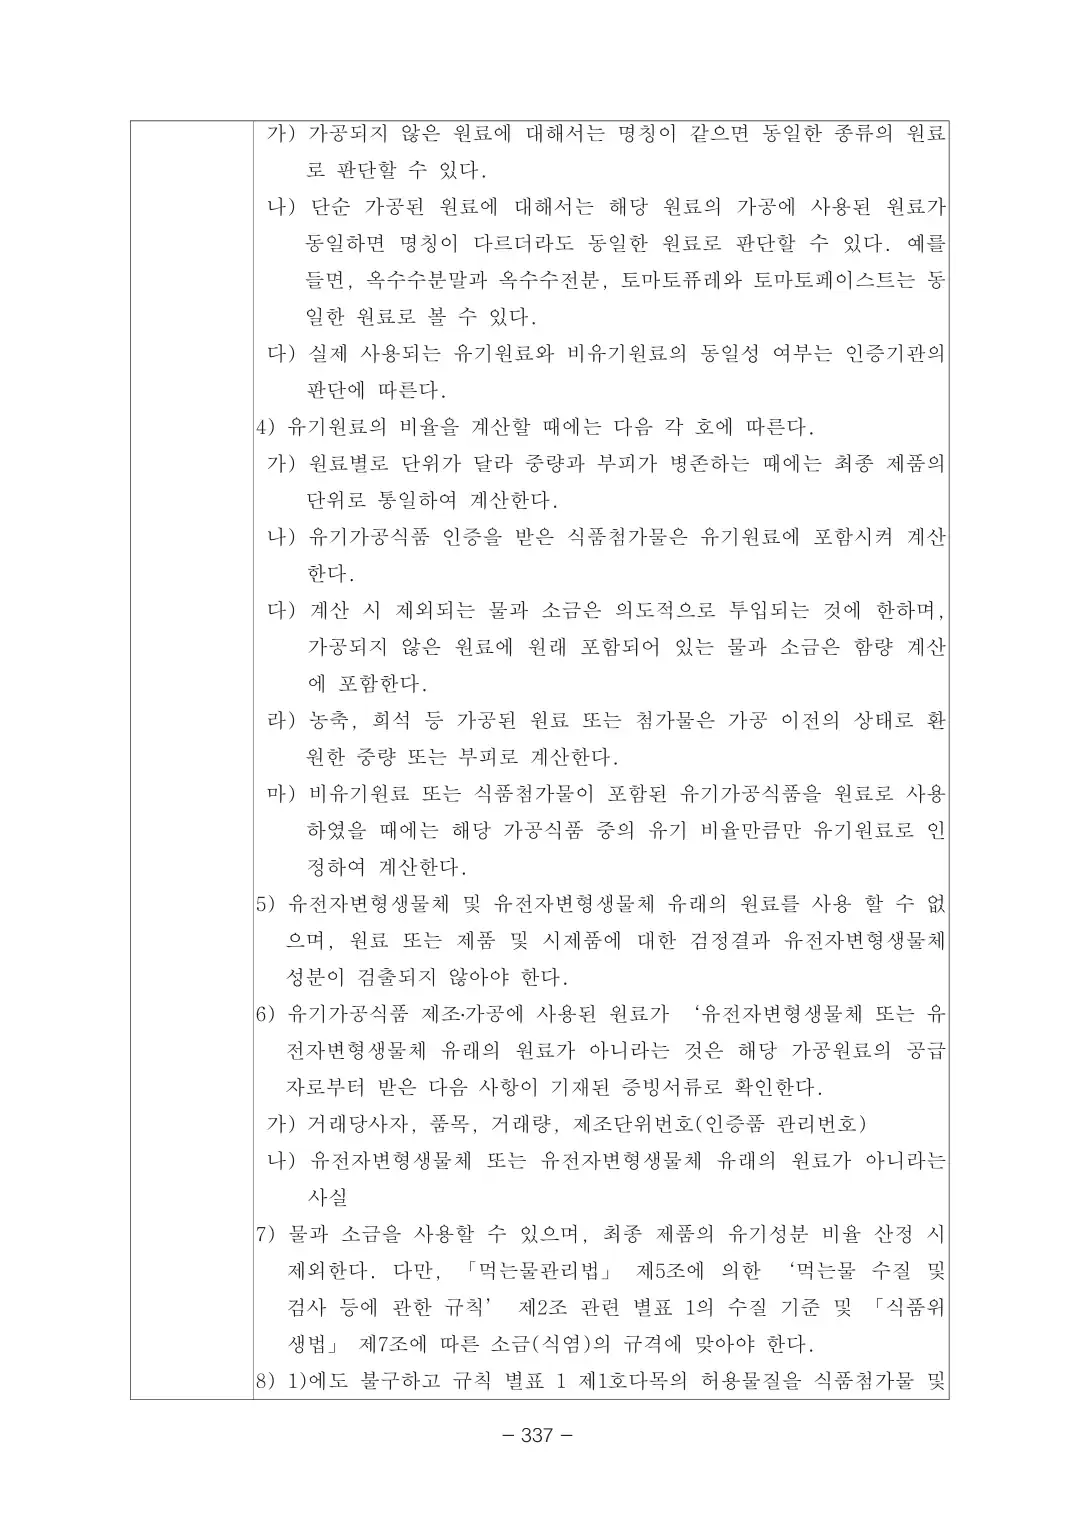 가) 가공되지 않은 원료에 대해서는 명칭이 같으면 동일한 종류의 원료
로 판단할 수 있다.
나) 단순 가공된 원료에 대해서는 해당 원료의 가공에 사용된 원료가
동일하면 명칭이 다르더라도 동일한 원료로 판단할 수 있다. 예를
들면, 옥수수분말과 옥수수전분, 토마토퓨레와 토마토페이스트는 동
일한 원료로 볼 수 있다.
다) 실제 사용되는 유기원료와 비유기원료의 동일성 여부는 인증기관의
판단에 따른다.
4) 유기원료의 비율을 계산할 때에는 다음 각 호에 따른다.
가) 원료별로 단위가 달라 중량과 부피가 병존하는 때에는 최종 제품의
단위로 통일하여 계산한다.
나) 유기가공식품 인증을 받은 식품첨가물은 유기원료에 포함시켜 계산
한다.
다) 계산 시 제외되는 물과 소금은 의도적으로 투입되는 것에 한하며,
가공되지 않은 원료에 원래 포함되어 있는 물과 소금은 함량 계산
에 포함한다.
라) 농축, 희석 등 가공된 원료 또는 첨가물은 가공 이전의 상태로 환
원한 중량 또는 부피로 계산한다.
마) 비유기원료 또는 식품첨가물이 포함된 유기가공식품을 원료로 사용
하였을 때에는 해당 가공식품 중의 유기 비율만큼만 유기원료로 인
정하여 계산한다.
5) 유전자변형생물체 및 유전자변형생물체 유래의 원료를 사용 할 수 없
으며, 원료 또는 제품 및 시제품에 대한 검정결과 유전자변형생물체
성분이 검출되지 않아야 한다.
6) 유기가공식품 제조·가공에 사용된 원료가 ‘유전자변형생물체 또는 유
전자변형생물체 유래의 원료가 아니라는 것은 해당 가공원료의 공급
자로부터 받은 다음 사항이 기재된 증빙서류로 확인한다.
가) 거래당사자, 품목, 거래량, 제조단위번호(인증품 관리번호)
나) 유전자변형생물체 또는 유전자변형생물체 유래의 원료가 아니라는
사실
7) 물과 소금을 사용할 수 있으며, 최종 제품의 유기성분 비율 산정 시
제외한다. 다만, 「먹는물관리법」 제5조에 의한 ‘먹는물 수질 및
검사 등에 관한 규칙’ 제2조 관련 별표 1의 수질 기준 및 「식품위
생법」 제7조에 따른 소금(식염)의 규격에 맞아야 한다.
8) 1)에도 불구하고 규칙 별표 1 제1호다목의 허용물질을 식품첨가물 및
- 337 -